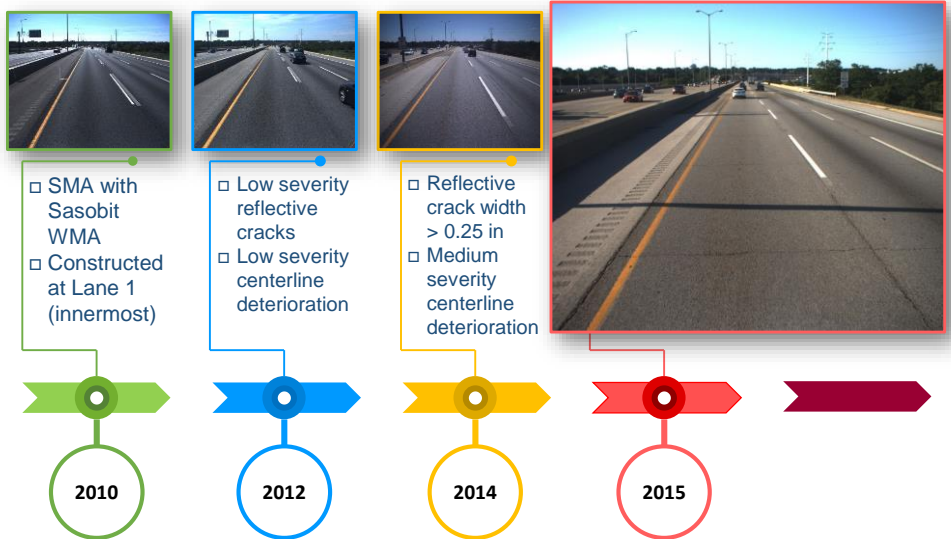 □ SMA with
Sasobit
WMA
□ Constructed
at Lane 1
(innermost)
□ Low severity
reflective
cracks
□ Low severity
centerline
deterioration
□ Reflective
crack width
> 0.25 in
□ Medium
severity
centerline
deterioration
2010
2012
2014
2015